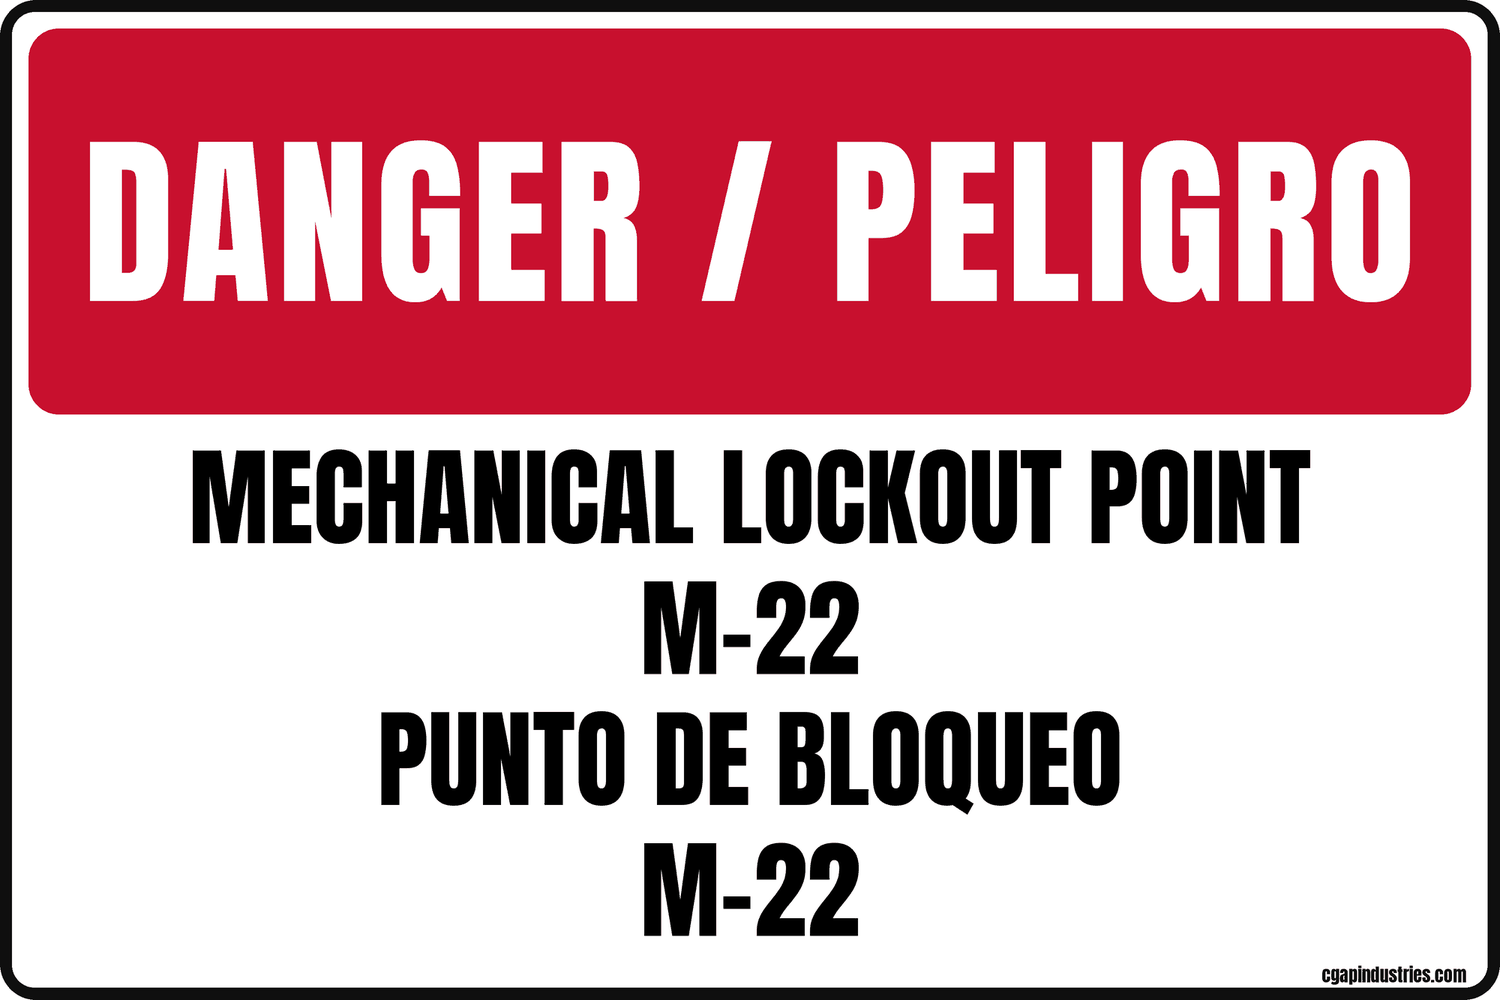 DANGER / PELIGRO
MECHANICAL LOCKOUT POINT
M-22
PUNTO DE BLOQUEO
M-22
cgapindustries.com